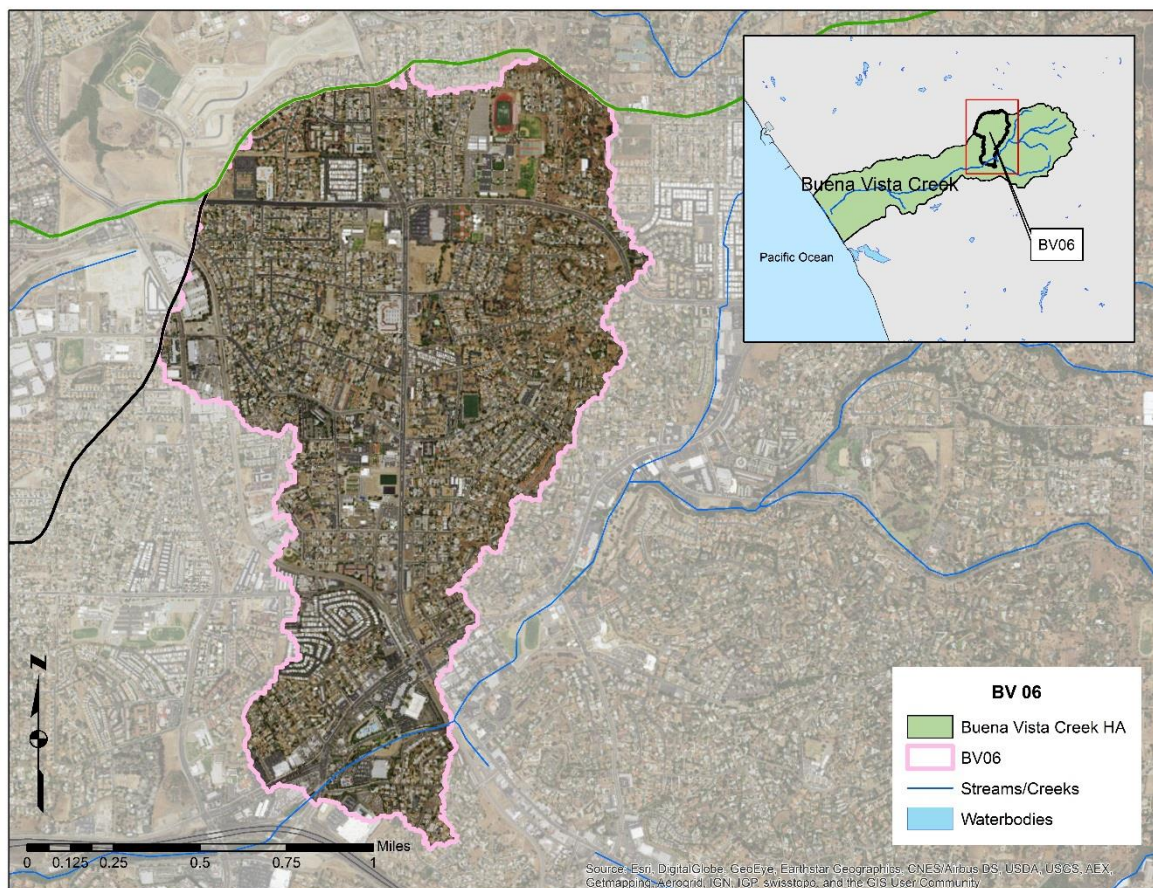 Buena Vista Creek
BV06
Pacific Ocean
N
BV 06
Buena Vista Creek HA
BV06
Streams/Creeks
Waterbodies
Miles
0 0.125 0.25 0.5 0.75 1
Source: Esri, DigitalGlobe, GeoEye, Earthstar Geographics, CNES/Airbus DS, USDA, USGS, AEX,
Getmapping, Aerogrid, IGN, IGP, swisstopo, and the GIS User Community